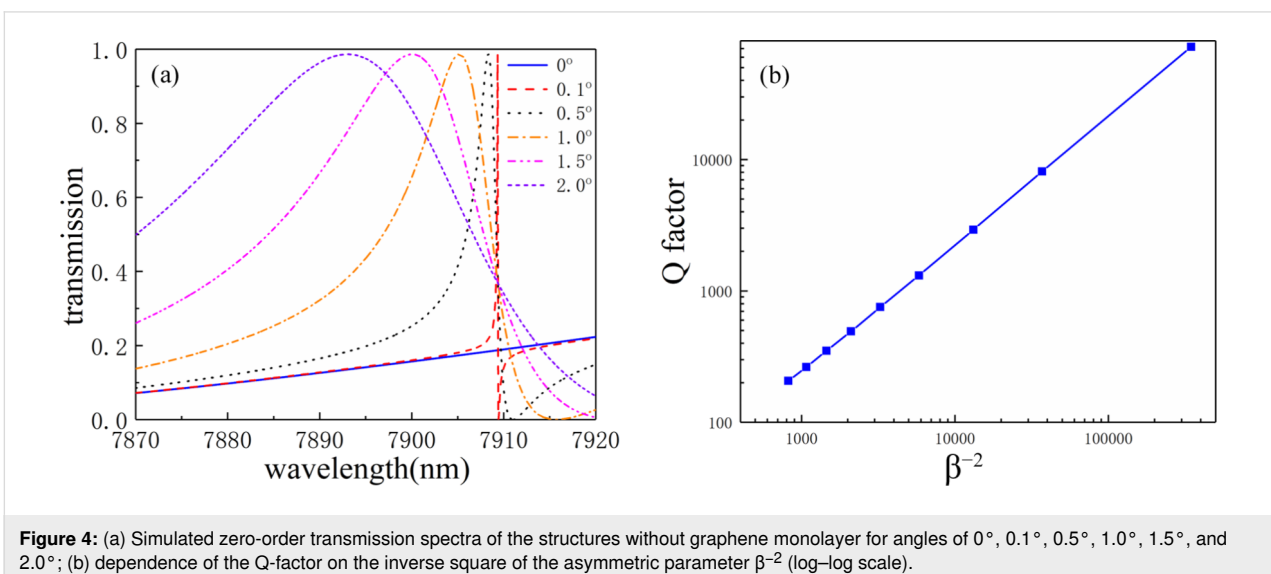 (a)
transmission
1.0
0.8
0.6
0.4
0.2
0.0
7870 7880 7890 7900 7910 7920
wavelength(nm)
0°
0.1°
0.5°
1.0°
1.5°
2.0°
(b)
Q factor
10000
1000
100
1000 10000 100000
β⁻²
Figure 4: (a) Simulated zero-order transmission spectra of the structures without graphene monolayer for angles of 0°, 0.1°, 0.5°, 1.0°, 1.5°, and
2.0°; (b) dependence of the Q-factor on the inverse square of the asymmetric parameter β⁻² (log–log scale).